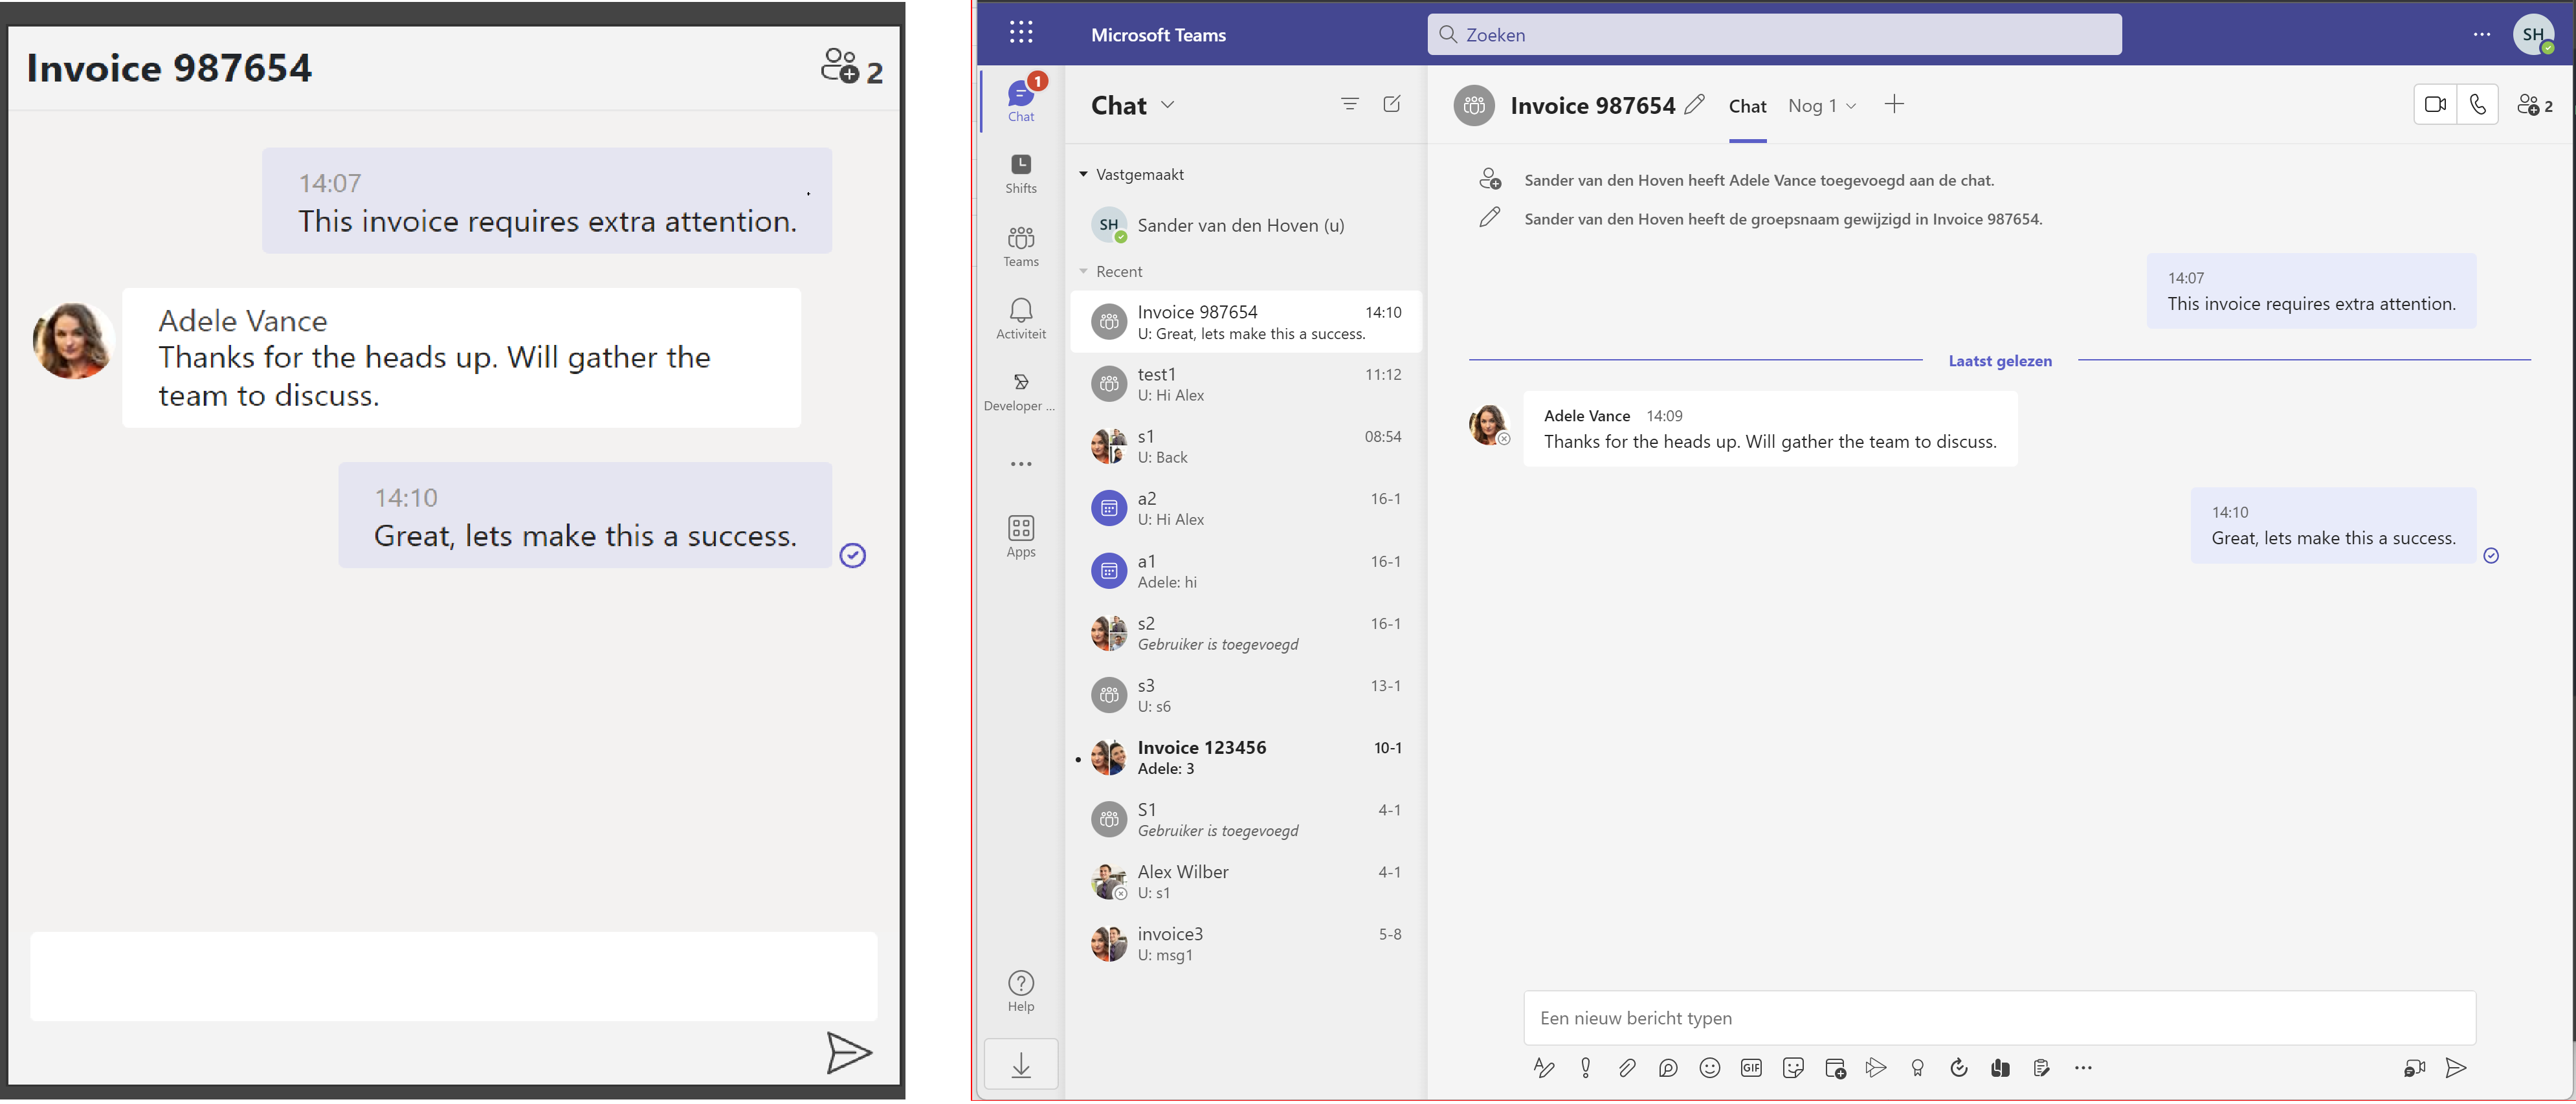 Invoice 987654
2
14:07
This invoice requires extra attention.
Adele Vance
Thanks for the heads up. Will gather the
team to discuss.
14:10
Great, lets make this a success.
Microsoft Teams
Zoeken
SH
1
Chat
Shifts
Teams
Activiteit
Developer ...
Apps
Help
Chat
Vastgemaakt
SH
Sander van den Hoven (u)
Recent
Invoice 987654 14:10
U: Great, lets make this a success.
test1 11:12
U: Hi Alex
s1 08:54
U: Back
a2 16-1
U: Hi Alex
a1 16-1
Adele: hi
s2 16-1
Gebruiker is toegevoegd
s3 13-1
U: s6
Invoice 123456 10-1
Adele: 3
S1 4-1
Gebruiker is toegevoegd
Alex Wilber 4-1
U: s1
invoice3 5-8
U: msg1
Invoice 987654 Chat Nog 1
2
Sander van den Hoven heeft Adele Vance toegevoegd aan de chat.
Sander van den Hoven heeft de groepsnaam gewijzigd in Invoice 987654.
14:07
This invoice requires extra attention.
Laatst gelezen
Adele Vance 14:09
Thanks for the heads up. Will gather the team to discuss.
14:10
Great, lets make this a success.
Een nieuw bericht typen
GIF